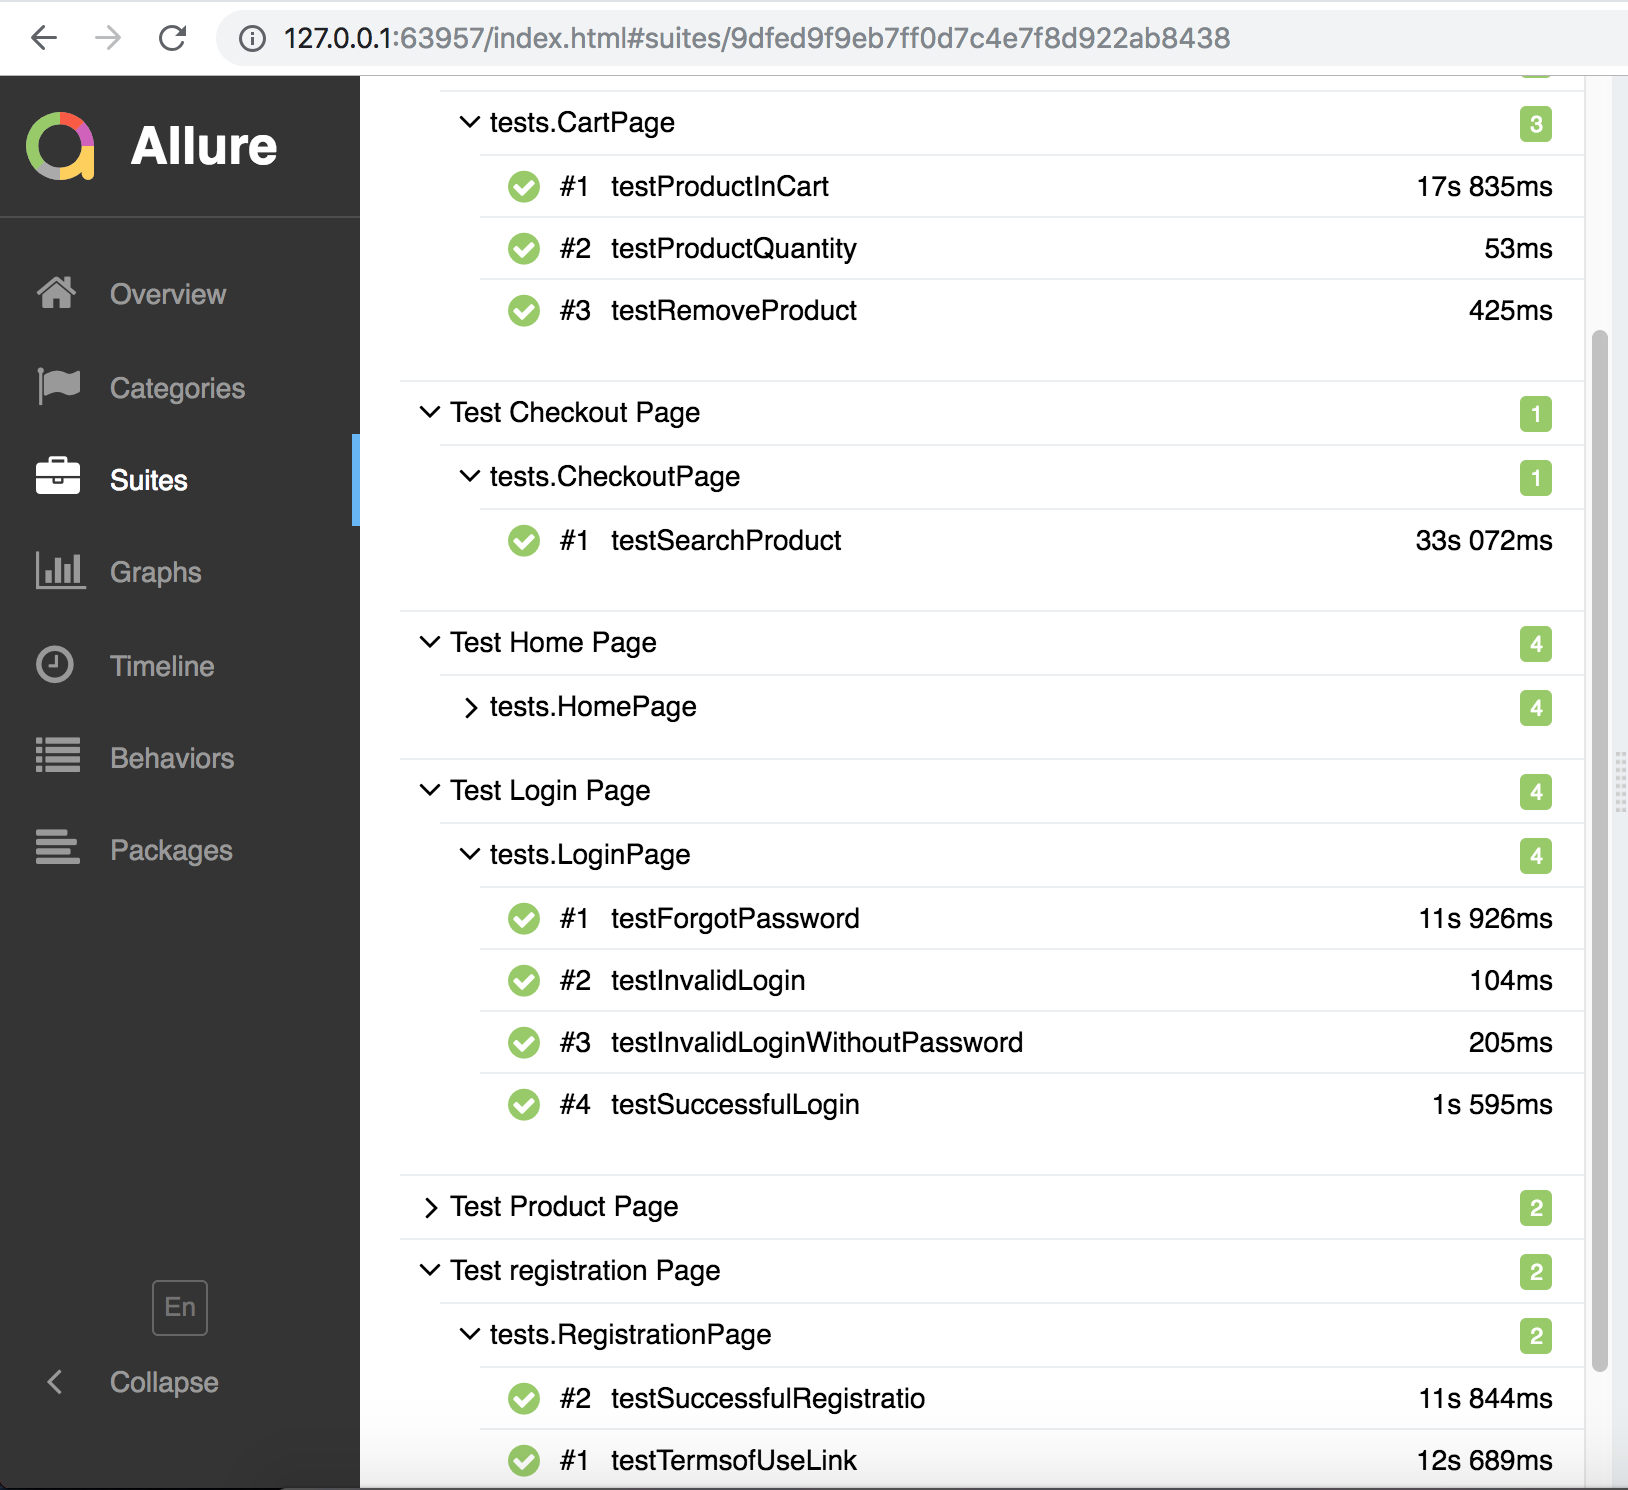 127.0.0.1:63957/index.html#suites/9dfed9f9eb7ff0d7c4e7f8d922ab8438
Allure
Overview
Categories
Suites
Graphs
Timeline
Behaviors
Packages
En
Collapse
tests.CartPage 3
#1 testProductInCart 17s 835ms
#2 testProductQuantity 53ms
#3 testRemoveProduct 425ms
Test Checkout Page 1
tests.CheckoutPage 1
#1 testSearchProduct 33s 072ms
Test Home Page 4
tests.HomePage 4
Test Login Page 4
tests.LoginPage 4
#1 testForgotPassword 11s 926ms
#2 testInvalidLogin 104ms
#3 testInvalidLoginWithoutPassword 205ms
#4 testSuccessfulLogin 1s 595ms
Test Product Page 2
Test registration Page 2
tests.RegistrationPage 2
#2 testSuccessfulRegistratio 11s 844ms
#1 testTermsofUseLink 12s 689ms